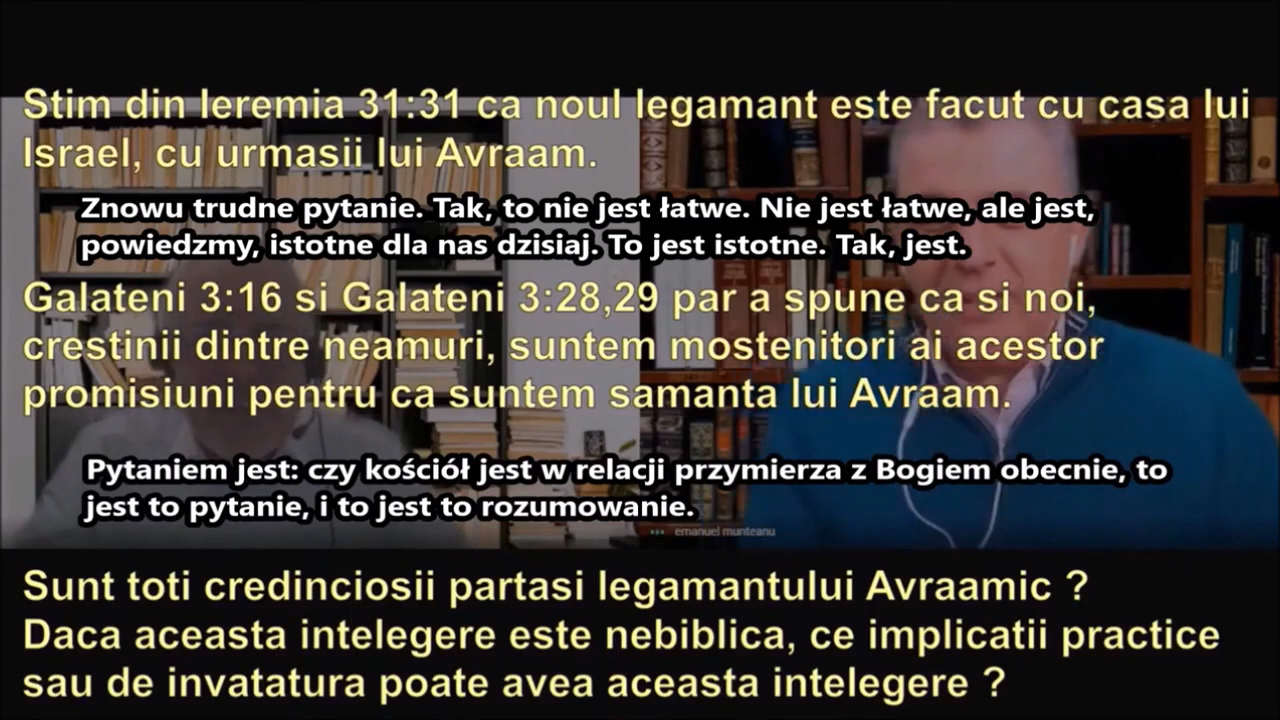 Stim din Ieremia 31:31 ca noul legamant este facut cu casa lui
Israel, cu urmasii lui Avraam.
Znowu trudne pytanie. Tak, to nie jest łatwe. Nie jest łatwe, ale jest,
powiedzmy, istotne dla nas dzisiaj. To jest istotne. Tak, jest.
Galateni 3:16 si Galateni 3:28,29 par a spune ca si noi,
crestinii dintre neamuri, suntem mostenitori ai acestor
promisiuni pentru ca suntem samanta lui Avraam.
Pytaniem jest: czy kościół jest w relacji przymierza z Bogiem obecnie, to
jest to pytanie, i to jest to rozumowanie.
emanuel munteanu
Sunt toti credinciosii partasi legamantului Avraamic ?
Daca aceasta intelegere este nebiblica, ce implicatii practice
sau de invatatura poate avea aceasta intelegere ?